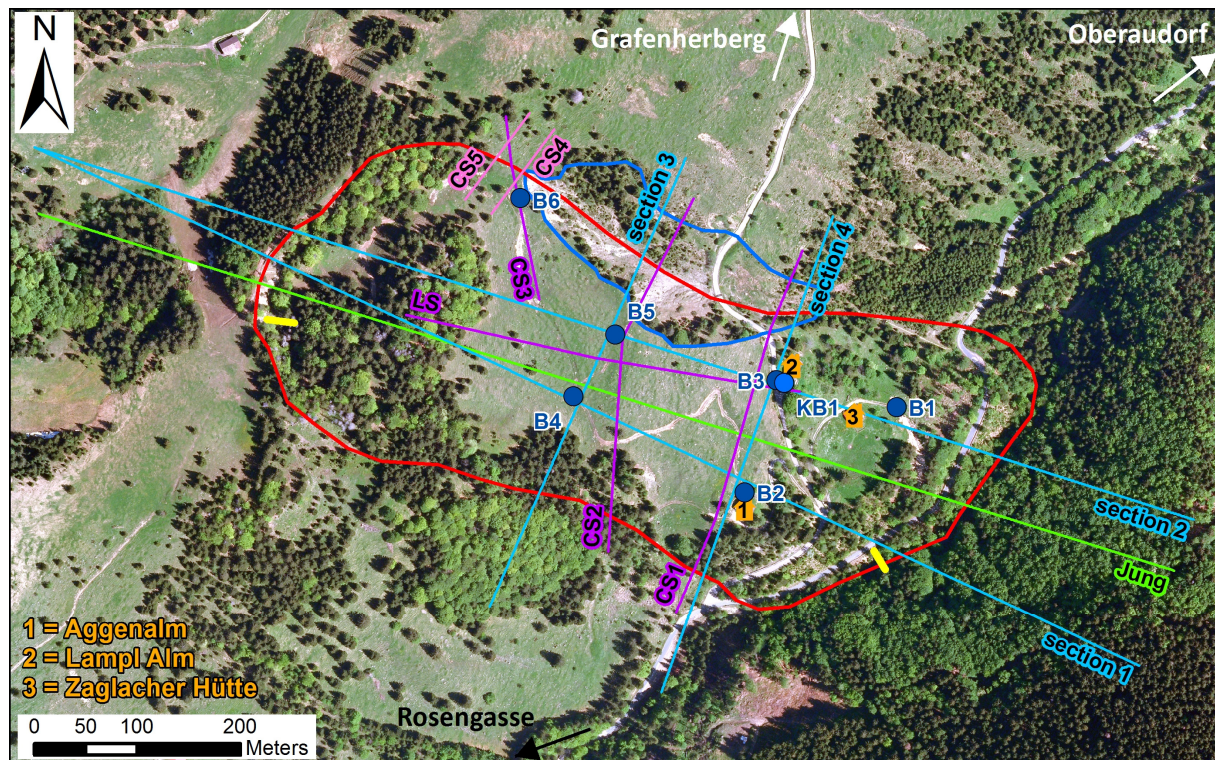 N
Grafenherberg
Oberaudorf
CS5
CS4
section 3
B6
CS3
section 4
LS
B5
B3
2
B4
KB1
3
B1
B2
1
CS2
section 2
CS1
Jung
section 1
1 = Aggenalm
2 = Lampl Alm
3 = Zaglacher Hütte
0 50 100 200
Meters
Rosengasse